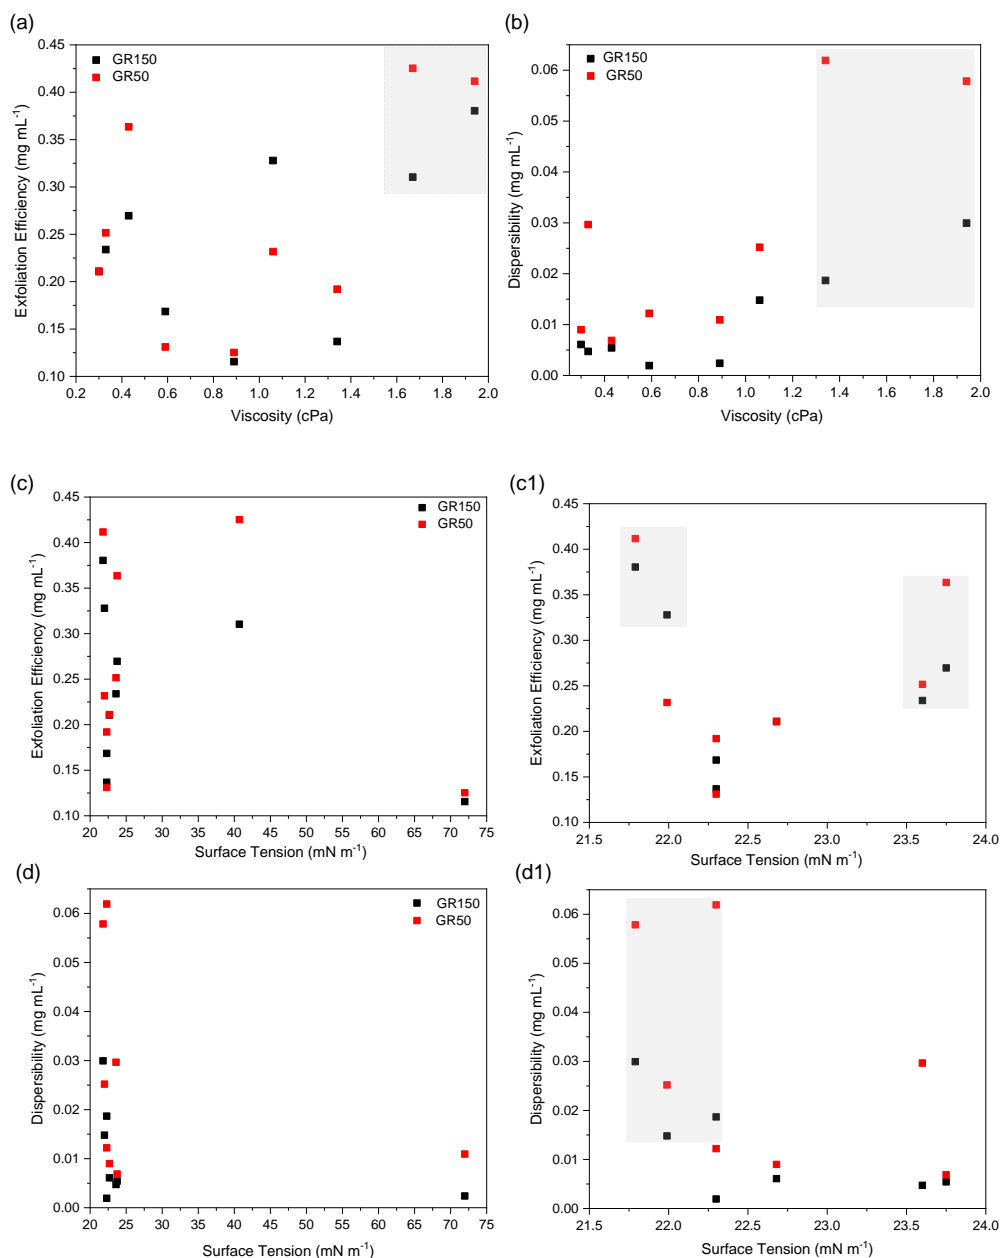 (a)
GR150
GR50
Exfoliation Efficiency (mg mL⁻¹)
0.45
0.40
0.35
0.30
0.25
0.20
0.15
0.10
0.2 0.4 0.6 0.8 1.0 1.2 1.4 1.6 1.8 2.0
Viscosity (cPa)
(b)
GR150
GR50
Dispersibility (mg mL⁻¹)
0.06
0.05
0.04
0.03
0.02
0.01
0.00
0.4 0.6 0.8 1.0 1.2 1.4 1.6 1.8 2.0
Viscosity (cPa)
(c)
GR150
GR50
Exfoliation Efficiency (mg mL⁻¹)
0.45
0.40
0.35
0.30
0.25
0.20
0.15
0.10
20 25 30 35 40 45 50 55 60 65 70 75
Surface Tension (mN m⁻¹)
(c1)
Exfoliation Efficiency (mg mL⁻¹)
0.45
0.40
0.35
0.30
0.25
0.20
0.15
0.10
21.5 22.0 22.5 23.0 23.5 24.0
Surface Tension (mN m⁻¹)
(d)
GR150
GR50
Dispersibility (mg mL⁻¹)
0.06
0.05
0.04
0.03
0.02
0.01
0.00
20 25 30 35 40 45 50 55 60 65 70 75
Surface Tension (mN m⁻¹)
(d1)
Dispersibility (mg mL⁻¹)
0.06
0.05
0.04
0.03
0.02
0.01
0.00
21.5 22.0 22.5 23.0 23.5 24.0
Surface Tension (mN m⁻¹)